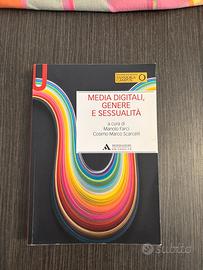 MEDIA DIGITALI,
GENERE
E SESSUALITÀ
a cura di
Manolo Farci
Cosimo Marco Scarcelli
MONDADORI
UNIVERSITÀ
subito